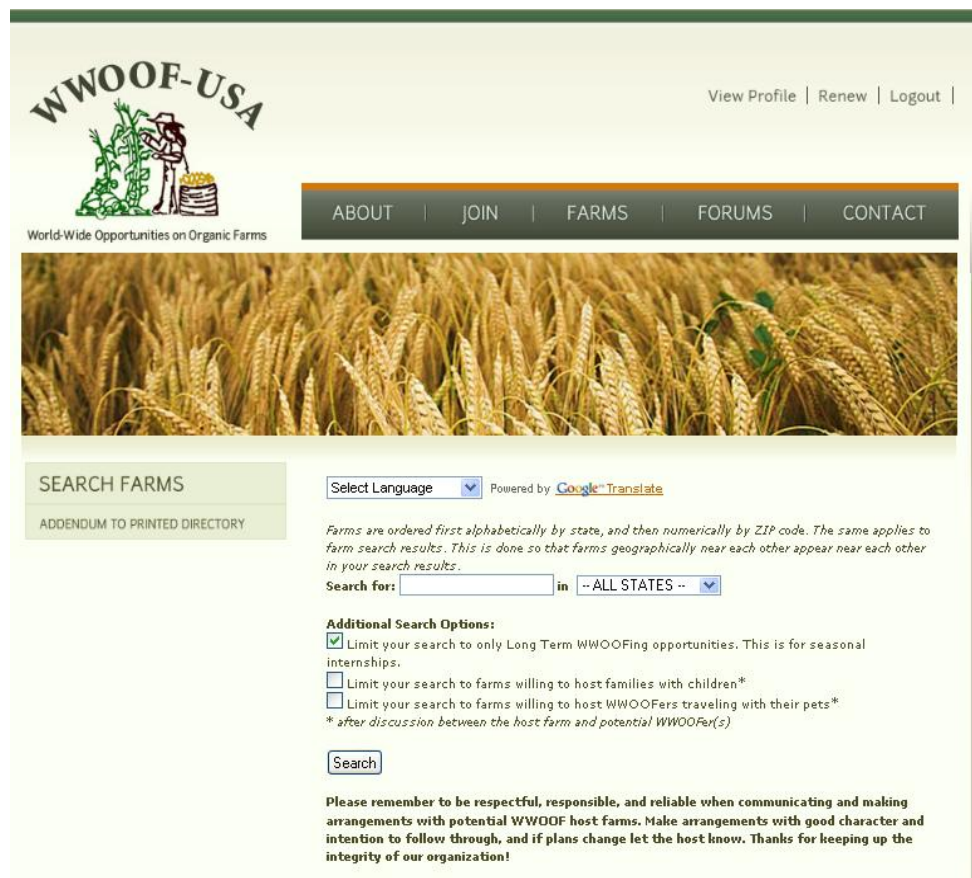 WWOOF-USA
World-Wide Opportunities on Organic Farms
View Profile | Renew | Logout |
ABOUT | JOIN | FARMS | FORUMS | CONTACT
SEARCH FARMS
ADDENDUM TO PRINTED DIRECTORY
Select Language Powered by Google™ Translate
Farms are ordered first alphabetically by state, and then numerically by ZIP code. The same applies to
farm search results. This is done so that farms geographically near each other appear near each other
in your search results.
Search for: in -- ALL STATES --
Additional Search Options:
Limit your search to only Long Term WWOOFing opportunities. This is for seasonal
internships.
Limit your search to farms willing to host families with children*
Limit your search to farms willing to host WWOOFers traveling with their pets*
* after discussion between the host farm and potential WWOOFer(s)
Search
Please remember to be respectful, responsible, and reliable when communicating and making
arrangements with potential WWOOF host farms. Make arrangements with good character and
intention to follow through, and if plans change let the host know. Thanks for keeping up the
integrity of our organization!